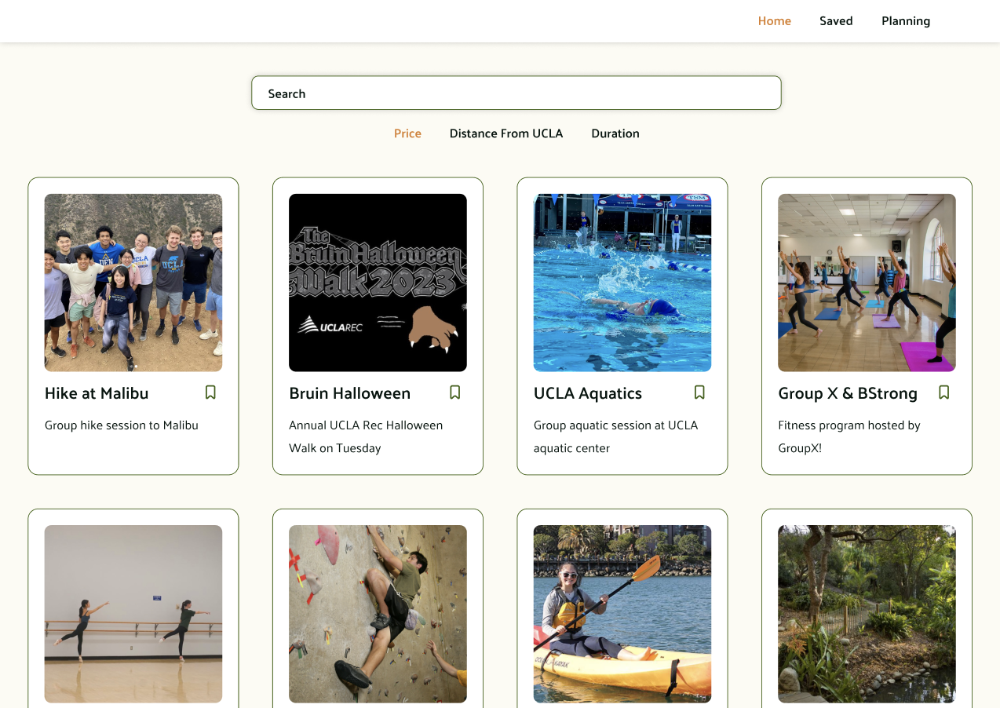 Home Saved Planning
Search
Price Distance From UCLA Duration
UCLA
UCLA
The
Bruin Halloween
Walk 2023
UCLAREC
Hike at Malibu
Group hike session to Malibu
Bruin Halloween
Annual UCLA Rec Halloween
Walk on Tuesday
UCLA Aquatics
Group aquatic session at UCLA
aquatic center
Group X & BStrong
Fitness program hosted by
GroupX!